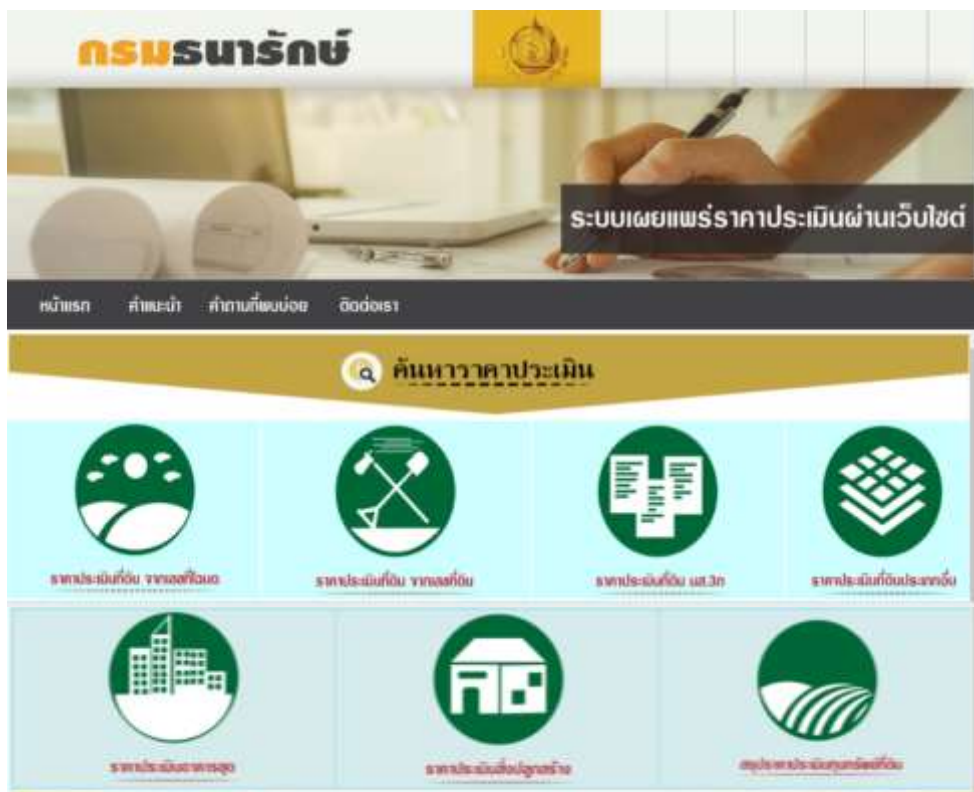 กรมธนารักษ์
ระบบเผยแพร่ราคาประเมินผ่านเว็บไซต์
หน้าแรก คำแนะนำ คำถามที่พบบ่อย ติดต่อเรา
ค้นหาราคาประเมิน
ราคาประเมินที่ดิน จากเลขที่โฉนด ราคาประเมินที่ดิน จากเลขที่ดิน ราคาประเมินที่ดิน นส.3ก ราคาประเมินที่ดินประเภทอื่น
ราคาประเมินอาคารชุด ราคาประเมินสิ่งปลูกสร้าง สรุปราคาประเมินทุนทรัพย์ที่ดิน